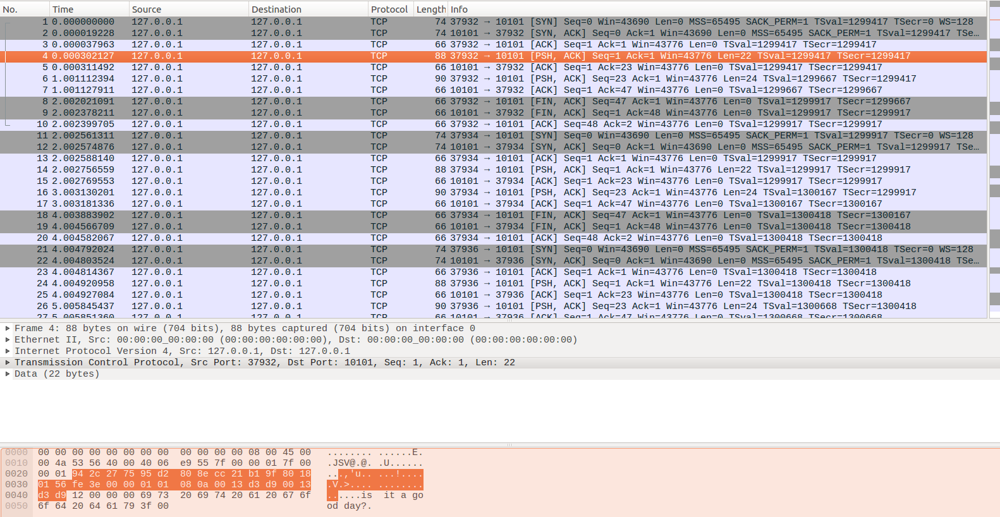 No. Time Source Destination Protocol Length Info
1 0.000000000 127.0.0.1 127.0.0.1 TCP 74 37932 → 10101 [SYN] Seq=0 Win=43690 Len=0 MSS=65495 SACK_PERM=1 TSval=1299417 TSecr=0 WS=128
2 0.000019228 127.0.0.1 127.0.0.1 TCP 74 10101 → 37932 [SYN, ACK] Seq=0 Ack=1 Win=43690 Len=0 MSS=65495 SACK_PERM=1 TSval=1299417 TSe…
3 0.000037963 127.0.0.1 127.0.0.1 TCP 66 37932 → 10101 [ACK] Seq=1 Ack=1 Win=43776 Len=0 TSval=1299417 TSecr=1299417
4 0.000302127 127.0.0.1 127.0.0.1 TCP 88 37932 → 10101 [PSH, ACK] Seq=1 Ack=1 Win=43776 Len=22 TSval=1299417 TSecr=1299417
5 0.000311492 127.0.0.1 127.0.0.1 TCP 66 10101 → 37932 [ACK] Seq=1 Ack=23 Win=43776 Len=0 TSval=1299417 TSecr=1299417
6 1.001112394 127.0.0.1 127.0.0.1 TCP 90 37932 → 10101 [PSH, ACK] Seq=23 Ack=1 Win=43776 Len=24 TSval=1299667 TSecr=1299417
7 1.001127911 127.0.0.1 127.0.0.1 TCP 66 10101 → 37932 [ACK] Seq=1 Ack=47 Win=43776 Len=0 TSval=1299667 TSecr=1299667
8 2.002021091 127.0.0.1 127.0.0.1 TCP 66 37932 → 10101 [FIN, ACK] Seq=47 Ack=1 Win=43776 Len=0 TSval=1299917 TSecr=1299667
9 2.002378211 127.0.0.1 127.0.0.1 TCP 66 10101 → 37932 [FIN, ACK] Seq=1 Ack=48 Win=43776 Len=0 TSval=1299917 TSecr=1299917
10 2.002399705 127.0.0.1 127.0.0.1 TCP 66 37932 → 10101 [ACK] Seq=48 Ack=2 Win=43776 Len=0 TSval=1299917 TSecr=1299917
11 2.002561311 127.0.0.1 127.0.0.1 TCP 74 37934 → 10101 [SYN] Seq=0 Win=43690 Len=0 MSS=65495 SACK_PERM=1 TSval=1299917 TSecr=0 WS=128
12 2.002574876 127.0.0.1 127.0.0.1 TCP 74 10101 → 37934 [SYN, ACK] Seq=0 Ack=1 Win=43690 Len=0 MSS=65495 SACK_PERM=1 TSval=1299917 TSe…
13 2.002588140 127.0.0.1 127.0.0.1 TCP 66 37934 → 10101 [ACK] Seq=1 Ack=1 Win=43776 Len=0 TSval=1299917 TSecr=1299917
14 2.002756559 127.0.0.1 127.0.0.1 TCP 88 37934 → 10101 [PSH, ACK] Seq=1 Ack=1 Win=43776 Len=22 TSval=1299917 TSecr=1299917
15 2.002769553 127.0.0.1 127.0.0.1 TCP 66 10101 → 37934 [ACK] Seq=1 Ack=23 Win=43776 Len=0 TSval=1299917 TSecr=1299917
16 3.003130201 127.0.0.1 127.0.0.1 TCP 90 37934 → 10101 [PSH, ACK] Seq=23 Ack=1 Win=43776 Len=24 TSval=1300167 TSecr=1299917
17 3.003181336 127.0.0.1 127.0.0.1 TCP 66 10101 → 37934 [ACK] Seq=1 Ack=47 Win=43776 Len=0 TSval=1300167 TSecr=1300167
18 4.003883902 127.0.0.1 127.0.0.1 TCP 66 37934 → 10101 [FIN, ACK] Seq=47 Ack=1 Win=43776 Len=0 TSval=1300418 TSecr=1300167
19 4.004566709 127.0.0.1 127.0.0.1 TCP 66 10101 → 37934 [FIN, ACK] Seq=1 Ack=48 Win=43776 Len=0 TSval=1300418 TSecr=1300418
20 4.004582067 127.0.0.1 127.0.0.1 TCP 66 37934 → 10101 [ACK] Seq=48 Ack=2 Win=43776 Len=0 TSval=1300418 TSecr=1300418
21 4.004792024 127.0.0.1 127.0.0.1 TCP 74 37936 → 10101 [SYN] Seq=0 Win=43690 Len=0 MSS=65495 SACK_PERM=1 TSval=1300418 TSecr=0 WS=128
22 4.004803524 127.0.0.1 127.0.0.1 TCP 74 10101 → 37936 [SYN, ACK] Seq=0 Ack=1 Win=43690 Len=0 MSS=65495 SACK_PERM=1 TSval=1300418 TSe…
23 4.004814367 127.0.0.1 127.0.0.1 TCP 66 37936 → 10101 [ACK] Seq=1 Ack=1 Win=43776 Len=0 TSval=1300418 TSecr=1300418
24 4.004920958 127.0.0.1 127.0.0.1 TCP 88 37936 → 10101 [PSH, ACK] Seq=1 Ack=1 Win=43776 Len=22 TSval=1300418 TSecr=1300418
25 4.004927084 127.0.0.1 127.0.0.1 TCP 66 10101 → 37936 [ACK] Seq=1 Ack=23 Win=43776 Len=0 TSval=1300418 TSecr=1300418
26 5.005845437 127.0.0.1 127.0.0.1 TCP 90 37936 → 10101 [PSH, ACK] Seq=23 Ack=1 Win=43776 Len=24 TSval=1300668 TSecr=1300418
27 5.005851360 127.0.0.1 127.0.0.1 TCP 66 10101 → 37936 [ACK] Seq=1 Ack=47 Win=43776 Len=0 TSval=1300668 TSecr=1300668
Frame 4: 88 bytes on wire (704 bits), 88 bytes captured (704 bits) on interface 0
Ethernet II, Src: 00:00:00_00:00:00 (00:00:00:00:00:00), Dst: 00:00:00_00:00:00 (00:00:00:00:00:00)
Internet Protocol Version 4, Src: 127.0.0.1, Dst: 127.0.0.1
Transmission Control Protocol, Src Port: 37932, Dst Port: 10101, Seq: 1, Ack: 1, Len: 22
Data (22 bytes)
0000 00 00 00 00 00 00 00 00 00 00 00 00 08 00 45 00 ........ ......E.
0010 00 4a 53 56 40 00 40 06 e9 55 7f 00 00 01 7f 00 .JSV@.@. .U......
0020 00 01 94 2c 27 75 95 d2 80 8e cc 21 b1 9f 80 18 ...,'u.. ...!....
0030 01 56 fe 3e 00 00 01 01 08 0a 00 13 d3 d9 00 13 .V.>.... ........
0040 d3 d9 12 00 00 00 69 73 20 69 74 20 61 20 67 6f ......is it a go
0050 6f 64 20 64 61 79 3f 00 od day?.